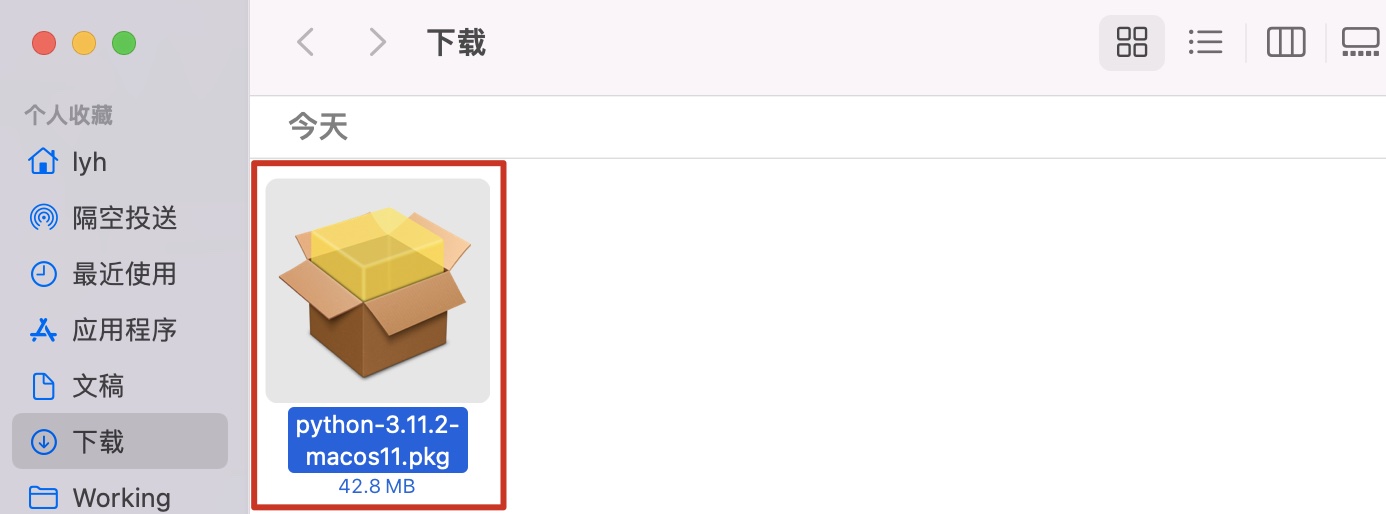 下载
个人收藏
lyh
隔空投送
最近使用
应用程序
文稿
下载
Working
今天
python-3.11.2-
macos11.pkg
42.8 MB